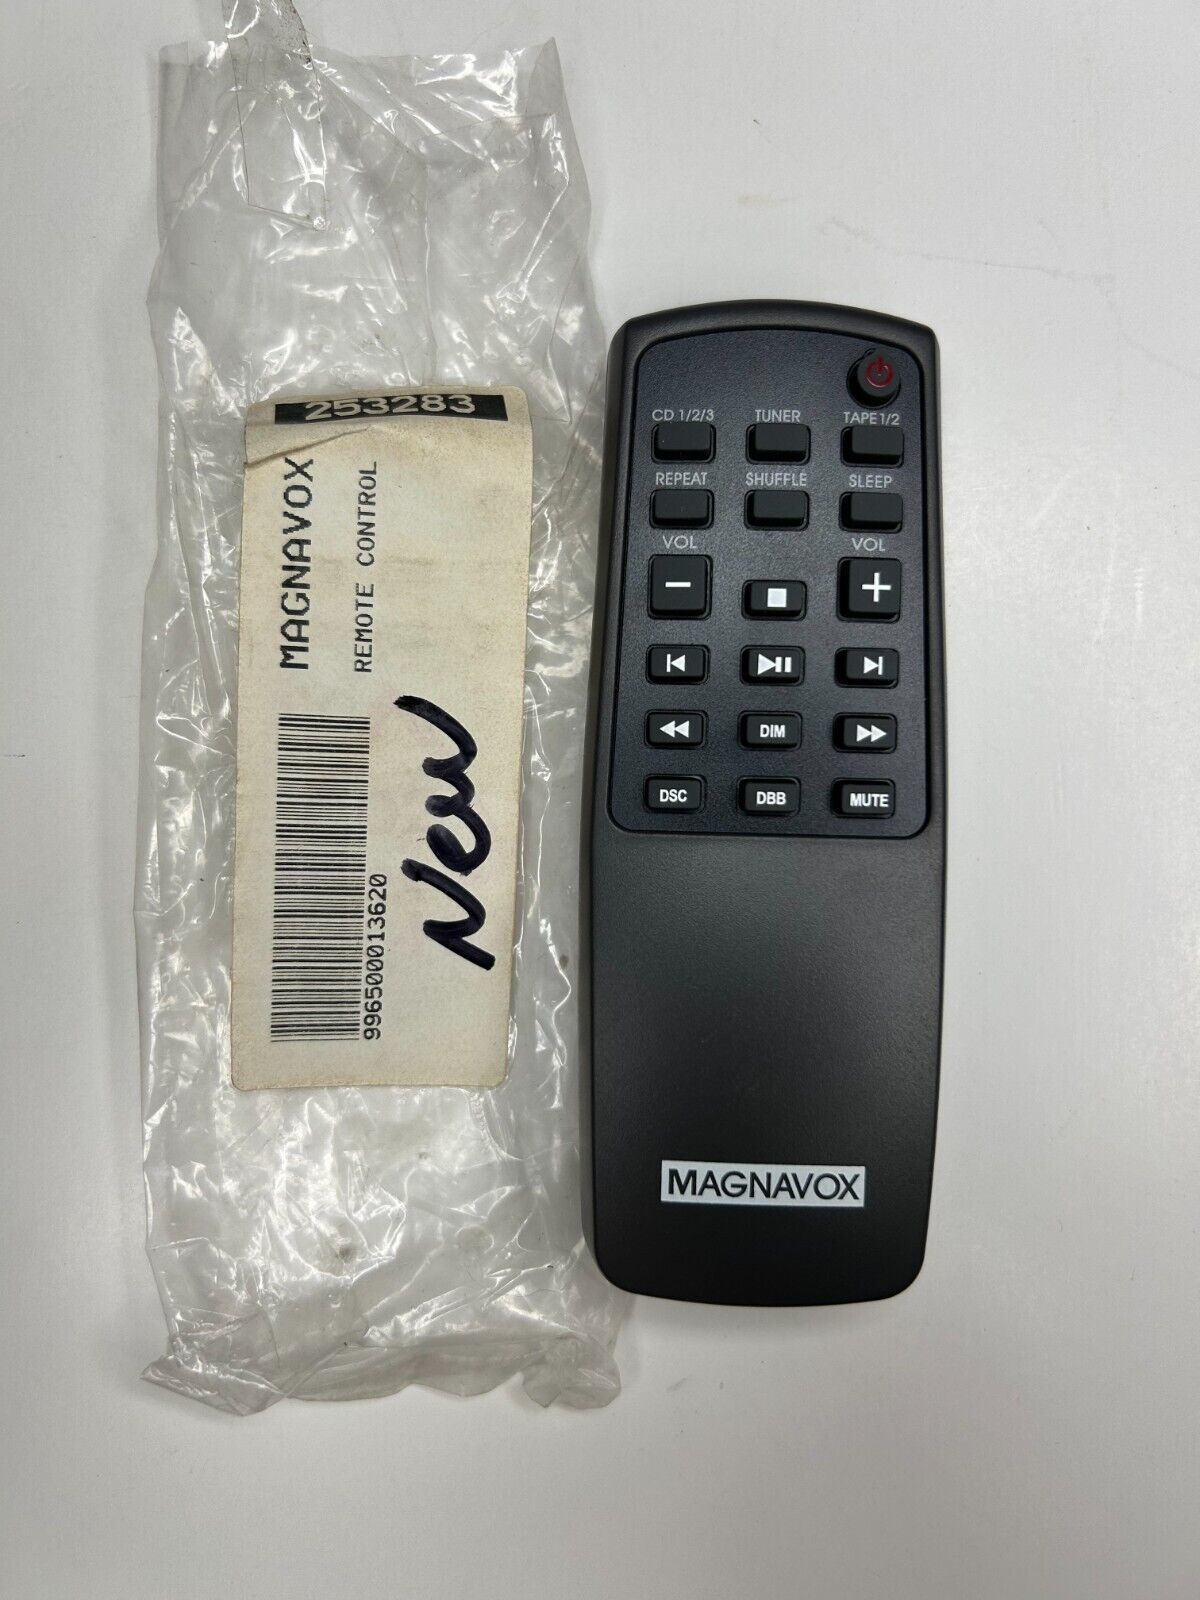 253283
MAGNAVOX
REMOTE CONTROL
996500013620
New
CD 1/2/3 TUNER TAPE 1/2
REPEAT SHUFFLE SLEEP
VOL VOL
− +
DIM
DSC DBB MUTE
MAGNAVOX